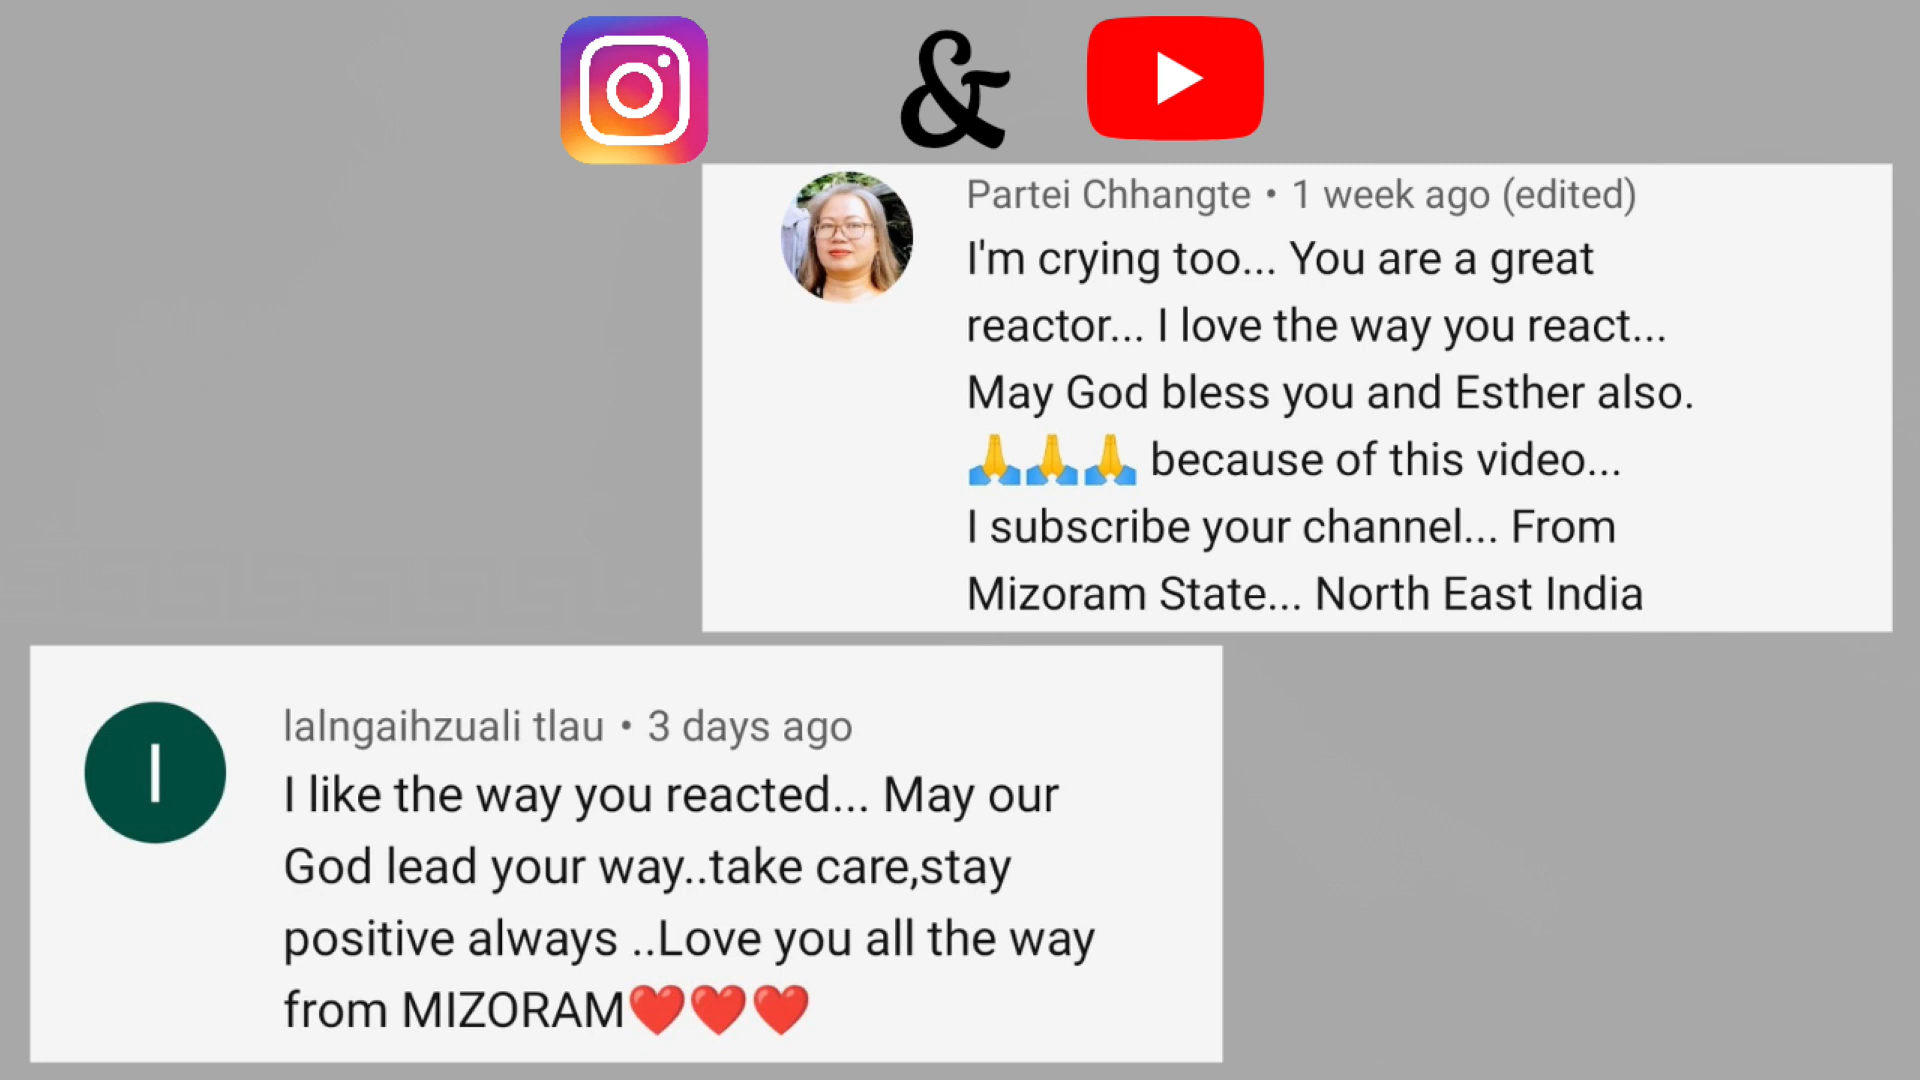 &
Partei Chhangte • 1 week ago (edited)
I'm crying too... You are a great
reactor... I love the way you react...
May God bless you and Esther also.
🙏🙏🙏 because of this video...
I subscribe your channel... From
Mizoram State... North East India
l
lalngaihzuali tlau • 3 days ago
I like the way you reacted... May our
God lead your way..take care,stay
positive always ..Love you all the way
from MIZORAM❤️❤️❤️